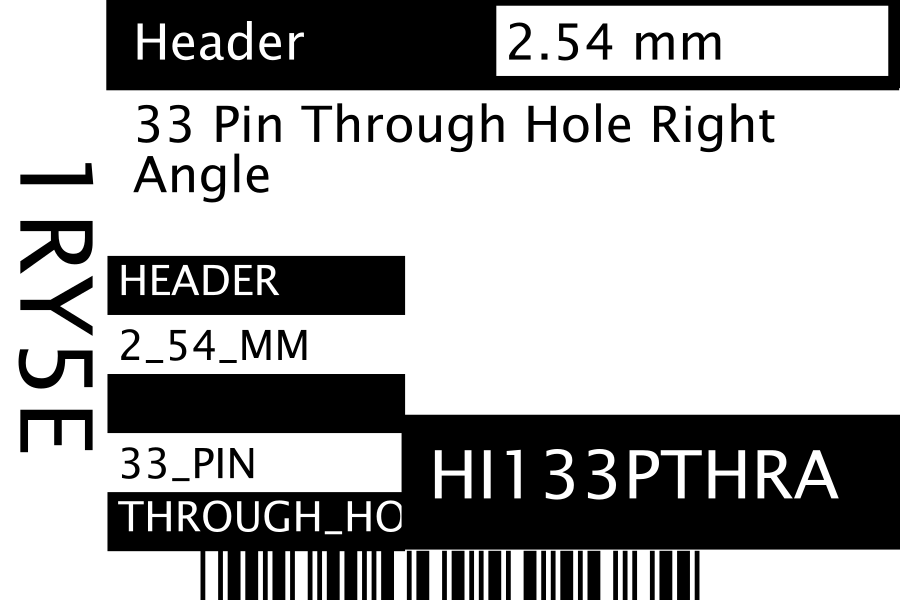 Header
2.54 mm
33 Pin Through Hole Right
Angle
1RY5E
HEADER
2_54_MM
33_PIN
THROUGH_HO
HI133PTHRA